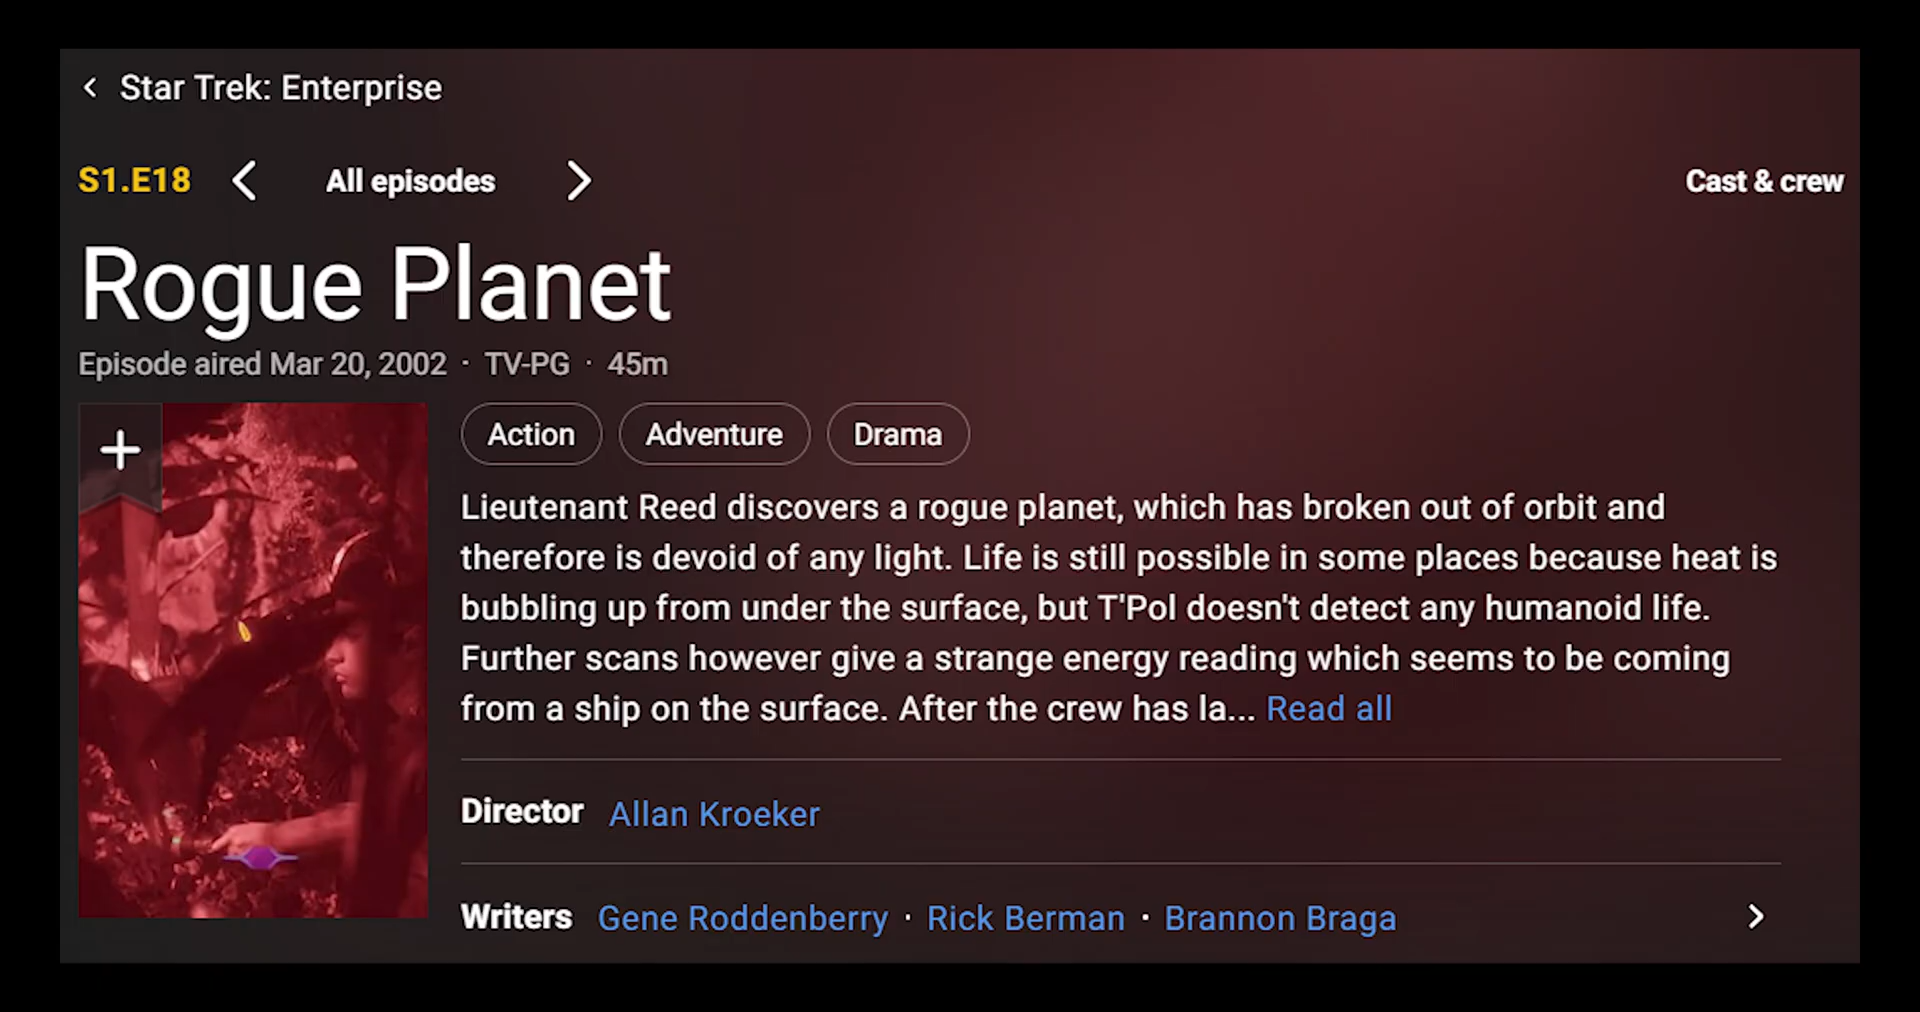 Star Trek: Enterprise
S1.E18 All episodes Cast & crew
Rogue Planet
Episode aired Mar 20, 2002 · TV-PG · 45m
Action Adventure Drama
Lieutenant Reed discovers a rogue planet, which has broken out of orbit and
therefore is devoid of any light. Life is still possible in some places because heat is
bubbling up from under the surface, but T'Pol doesn't detect any humanoid life.
Further scans however give a strange energy reading which seems to be coming
from a ship on the surface. After the crew has la... Read all
Director Allan Kroeker
Writers Gene Roddenberry · Rick Berman · Brannon Braga